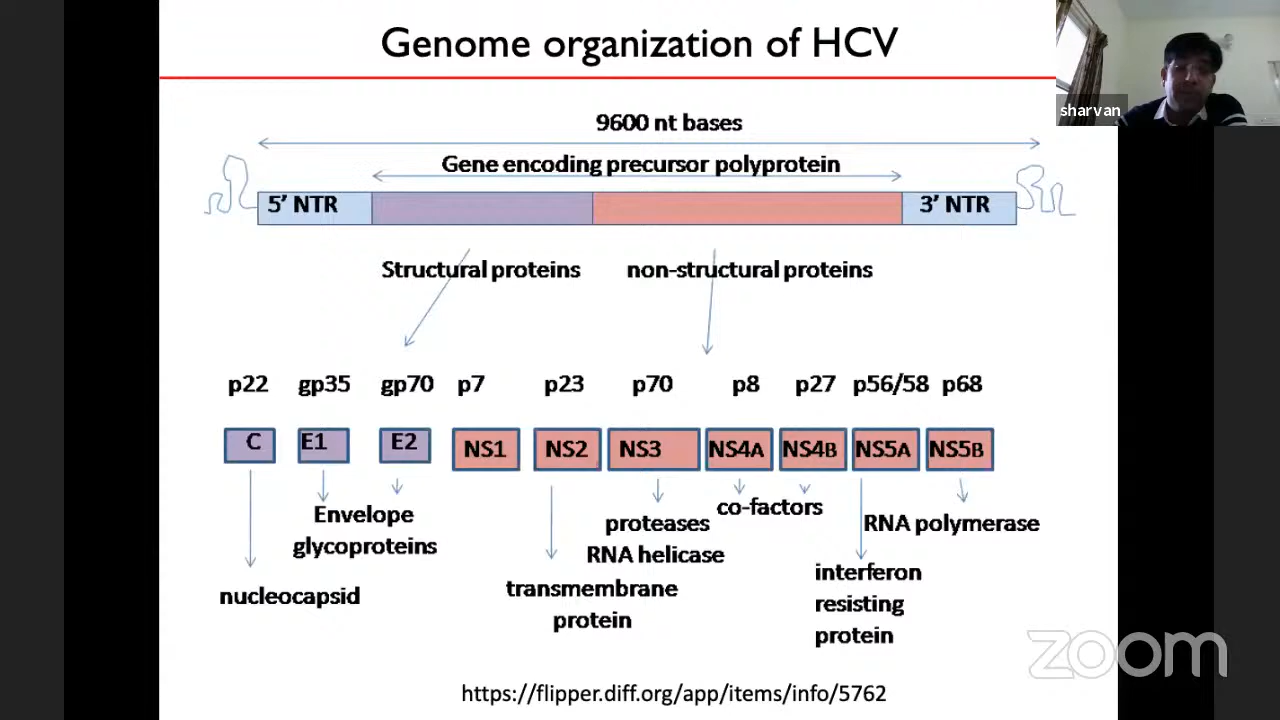 Genome organization of HCV
sharvan
9600 nt bases
Gene encoding precursor polyprotein
5’ NTR
3’ NTR
Structural proteins
non-structural proteins
p22 gp35 gp70 p7 p23 p70 p8 p27 p56/58 p68
C E1 E2 NS1 NS2 NS3 NS4A NS4B NS5A NS5B
Envelope
glycoproteins
nucleocapsid
transmembrane
protein
proteases
RNA helicase
co-factors
interferon
resisting
protein
RNA polymerase
zoom
https://flipper.diff.org/app/items/info/5762